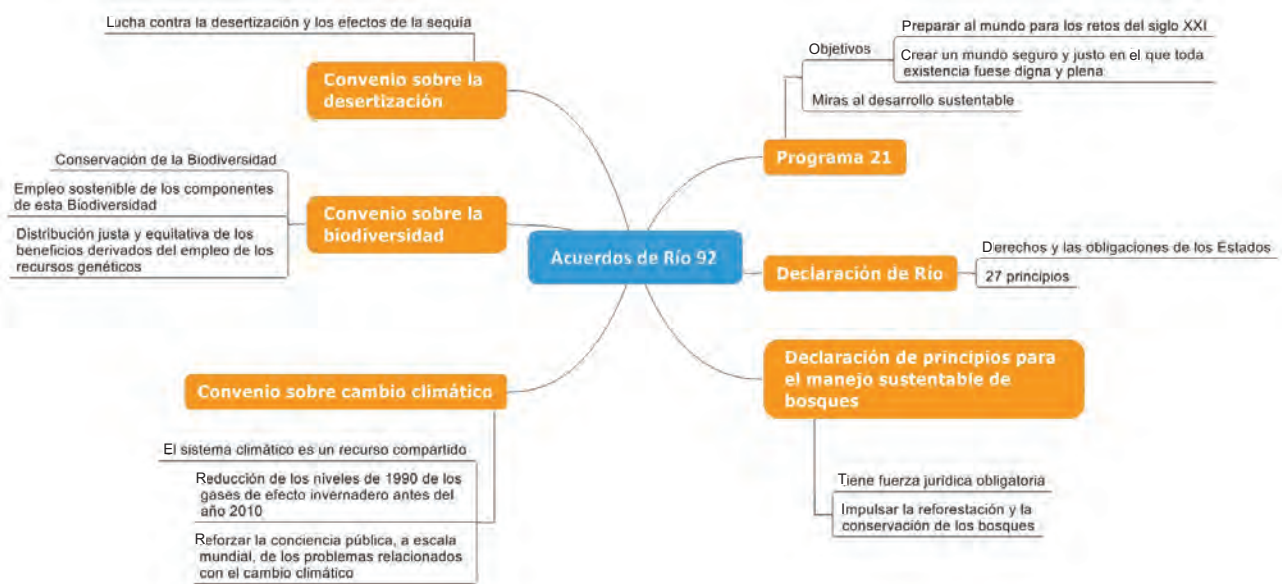 Acuerdos de Río 92
Programa 21
Objetivos
Preparar al mundo para los retos del siglo XXI
Crear un mundo seguro y justo en el que toda
existencia fuese digna y plena
Miras al desarrollo sustentable
Declaración de Río
Derechos y las obligaciones de los Estados
27 principios
Declaración de principios para
el manejo sustentable de
bosques
Tiene fuerza jurídica obligatoria
Impulsar la reforestación y la
conservación de los bosques
Convenio sobre la
desertización
Lucha contra la desertización y los efectos de la sequía
Convenio sobre la
biodiversidad
Conservación de la Biodiversidad
Empleo sostenible de los componentes
de esta Biodiversidad
Distribución justa y equitativa de los
beneficios derivados del empleo de los
recursos genéticos
Convenio sobre cambio climático
El sistema climático es un recurso compartido
Reducción de los niveles de 1990 de los
gases de efecto invernadero antes del
año 2010
Reforzar la conciencia pública, a escala
mundial, de los problemas relacionados
con el cambio climático